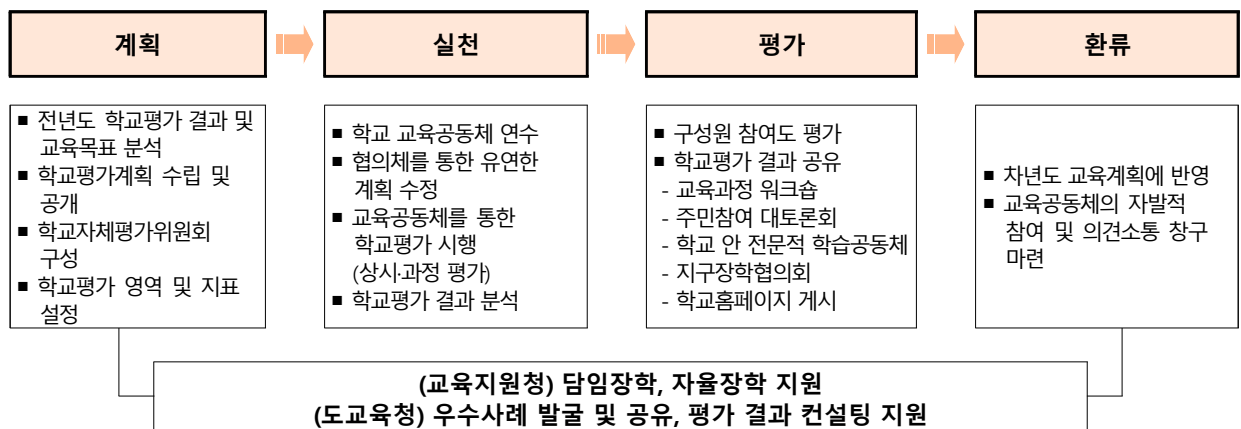 계획
실천
평가
환류
■ 전년도 학교평가 결과 및
교육목표 분석
■ 학교평가계획 수립 및
공개
■ 학교자체평가위원회
구성
■ 학교평가 영역 및 지표
설정
■ 학교 교육공동체 연수
■ 협의체를 통한 유연한
계획 수정
■ 교육공동체를 통한
학교평가 시행
(상시·과정 평가)
■ 학교평가 결과 분석
■ 구성원 참여도 평가
■ 학교평가 결과 공유
- 교육과정 워크숍
- 주민참여 대토론회
- 학교 안 전문적 학습공동체
- 지구장학협의회
- 학교홈페이지 게시
■ 차년도 교육계획에 반영
■ 교육공동체의 자발적
참여 및 의견소통 창구
마련
(교육지원청) 담임장학, 자율장학 지원
(도교육청) 우수사례 발굴 및 공유, 평가 결과 컨설팅 지원